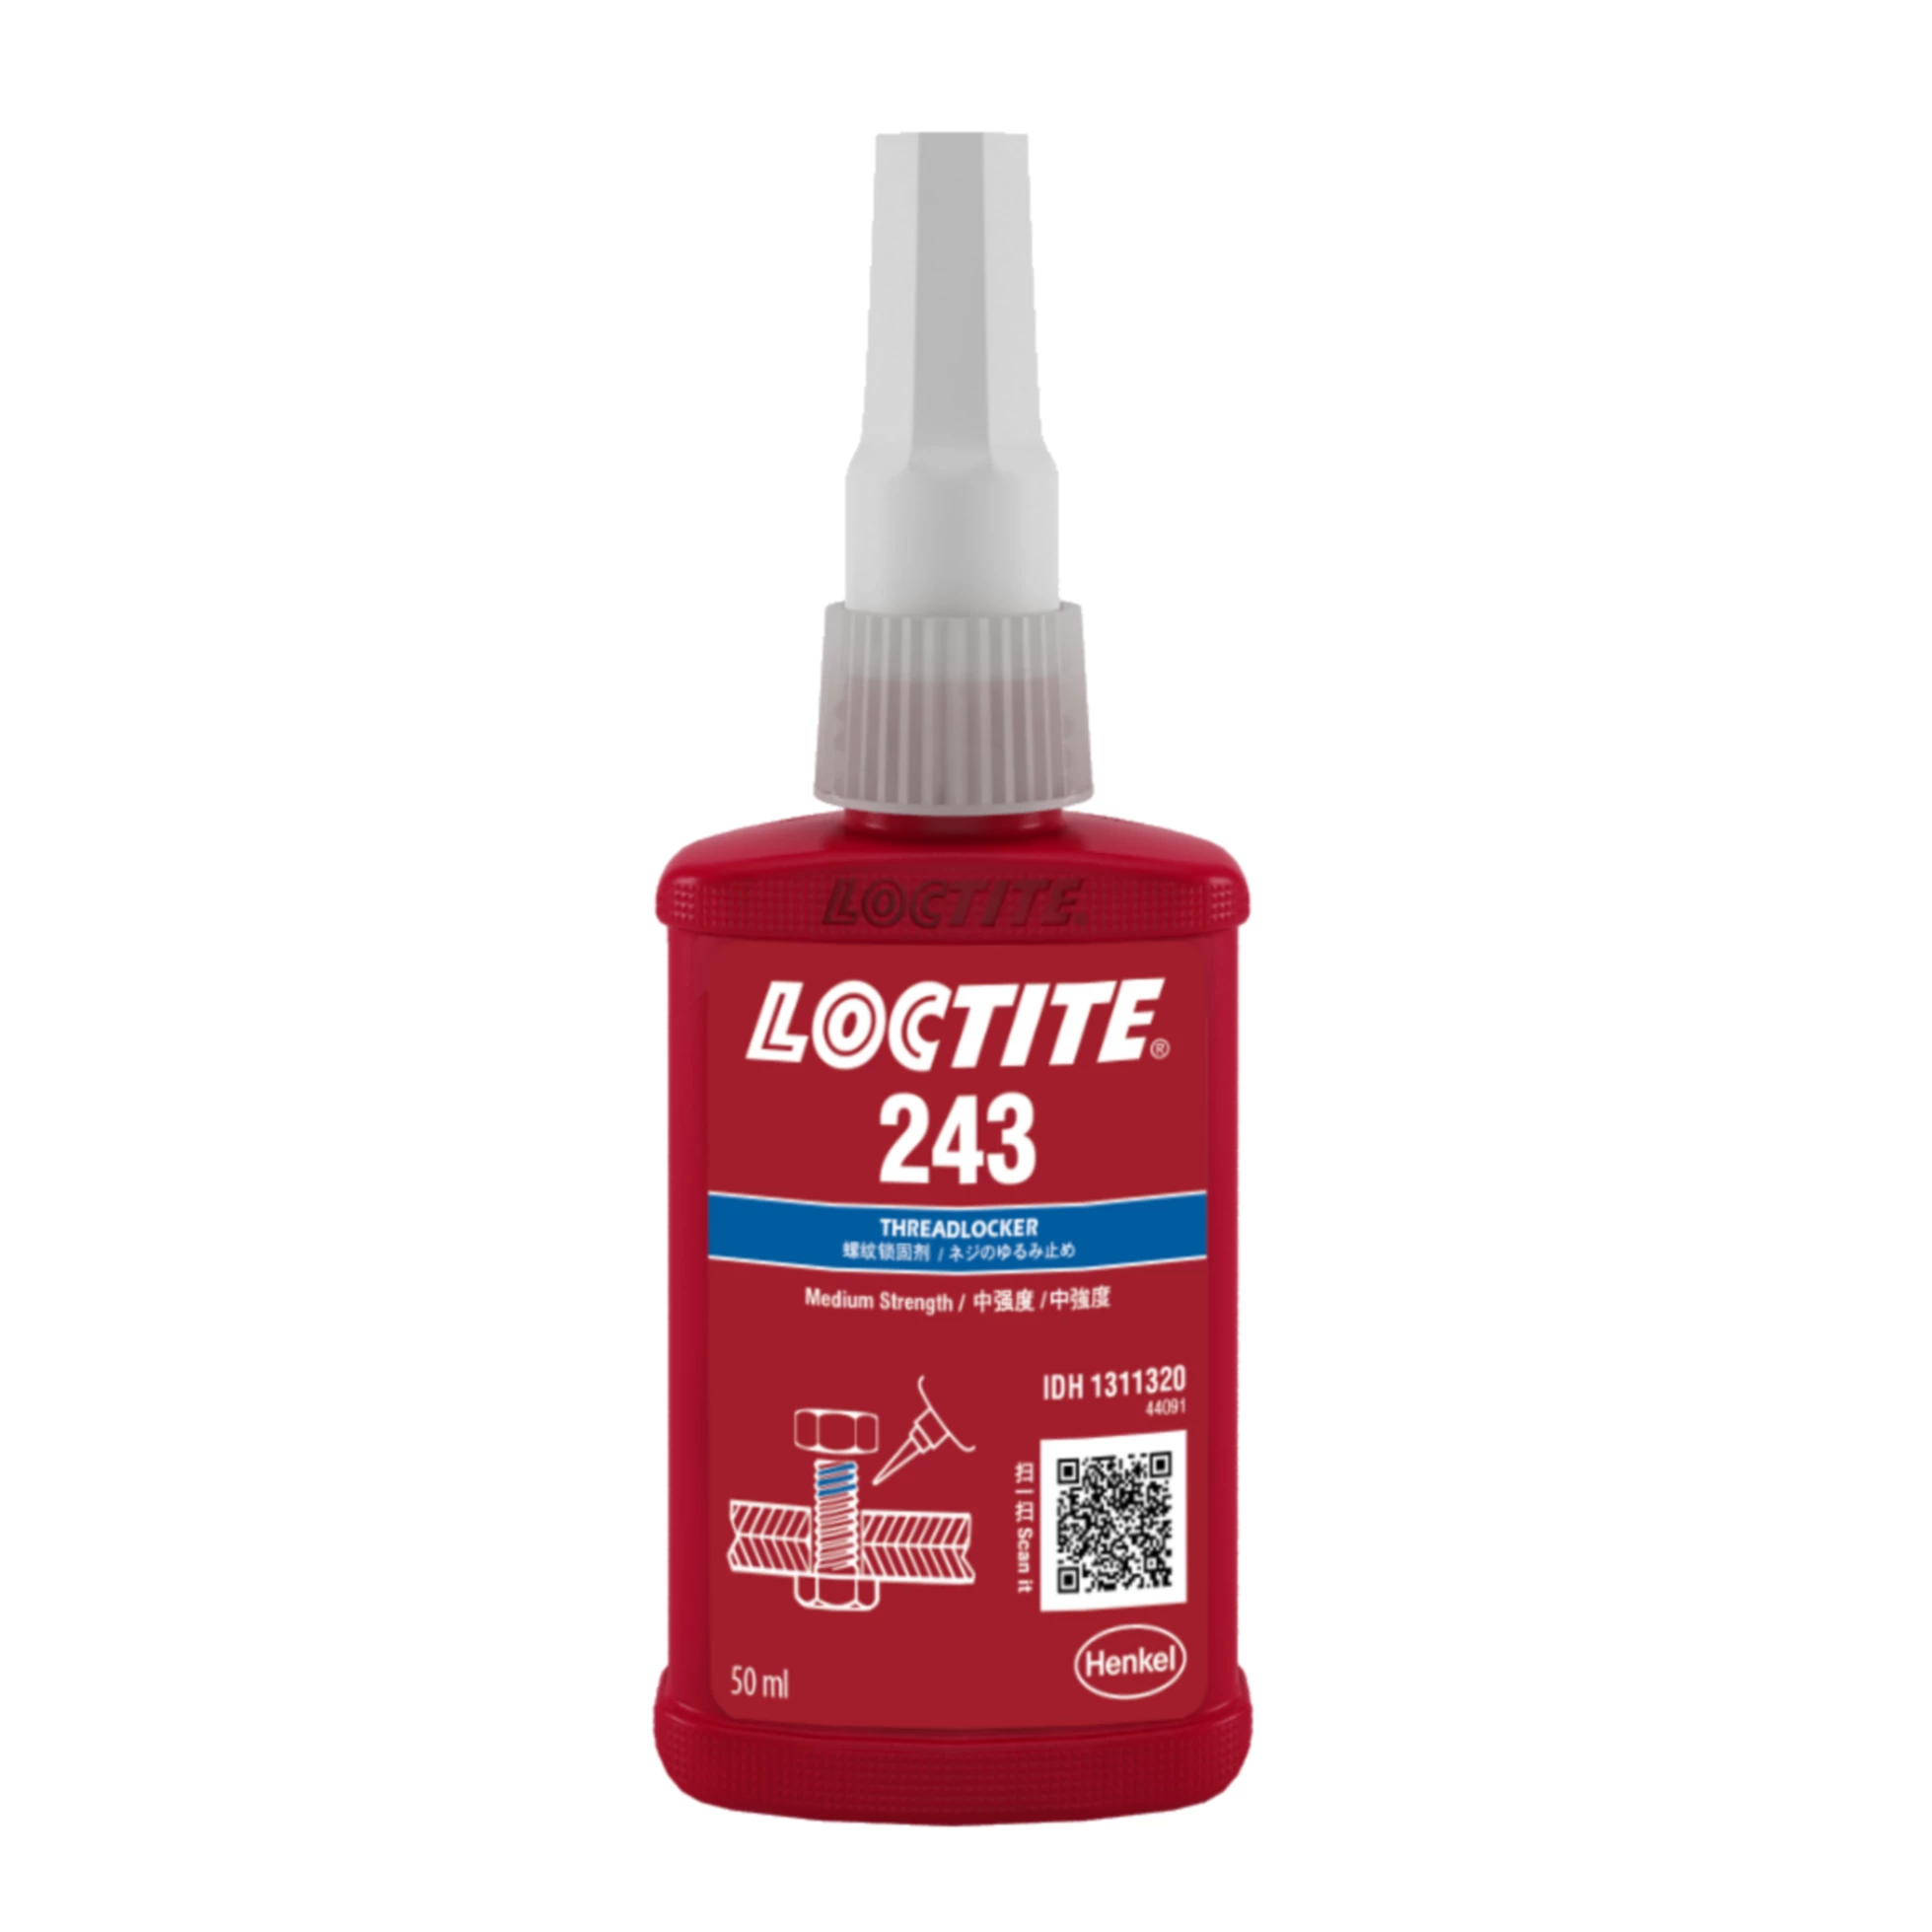 LOCTITE
LOCTITE®
243
THREADLOCKER
螺纹锁固剂 / ネジのゆるみ止め
Medium Strength / 中强度 / 中強度
IDH 1311320
44091
扫一扫 Scan it
Henkel
50 ml